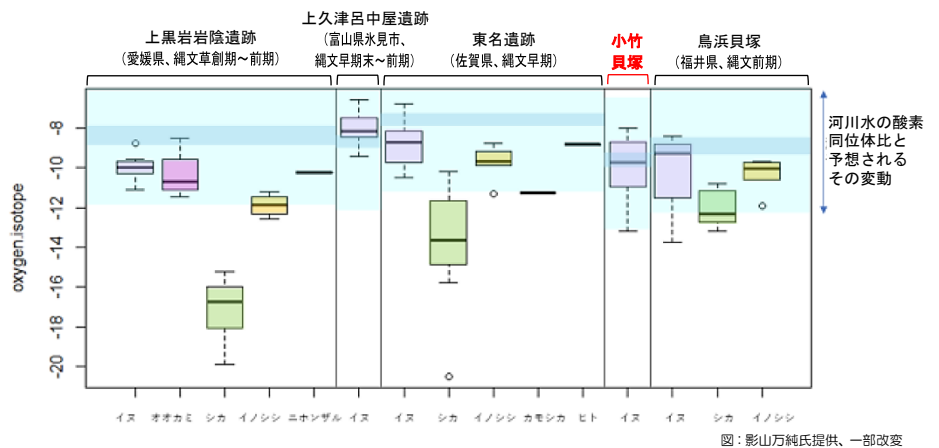 上黒岩岩陰遺跡
(愛媛県、縄文草創期～前期)
上久津呂中屋遺跡
(富山県氷見市、
縄文早期末～前期)
東名遺跡
(佐賀県、縄文早期)
小竹
貝塚
鳥浜貝塚
(福井県、縄文前期)
河川水の酸素
同位体比と
予想される
その変動
oxygen.isotope
-8
-10
-12
-14
-16
-18
-20
イヌ オオカミ シカ イノシシ ニホンザル イヌ イヌ シカ イノシシ カモシカ ヒト イヌ イヌ シカ イノシシ
図：影山万純氏提供、一部改変